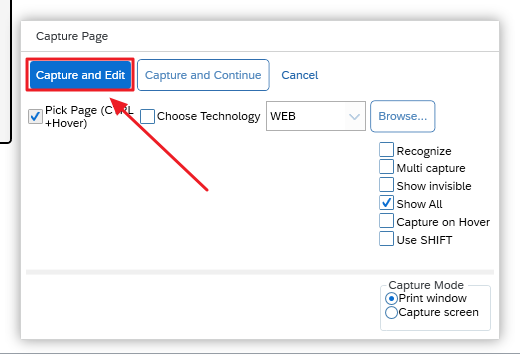 Capture Page
Capture and Edit Capture and Continue Cancel
Pick Page (CTRL
+Hover)
Choose Technology WEB Browse...
Recognize
Multi capture
Show invisible
Show All
Capture on Hover
Use SHIFT
Capture Mode
Print window
Capture screen